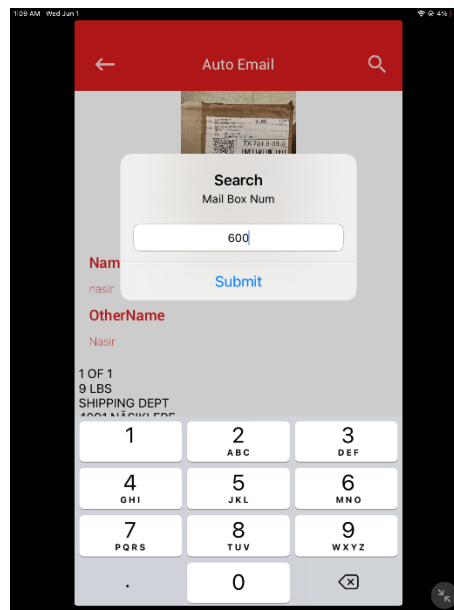 1:09 AM Wed Jun 1
4%
Auto Email
TX 751 9-03
Search
Mail Box Num
600
Submit
Nam
nasir
OtherName
Nasir
1 OF 1
9 LBS
SHIPPING DEPT
1
2
ABC
3
DEF
4
GHI
5
JKL
6
MNO
7
PQRS
8
TUV
9
WXYZ
.
0